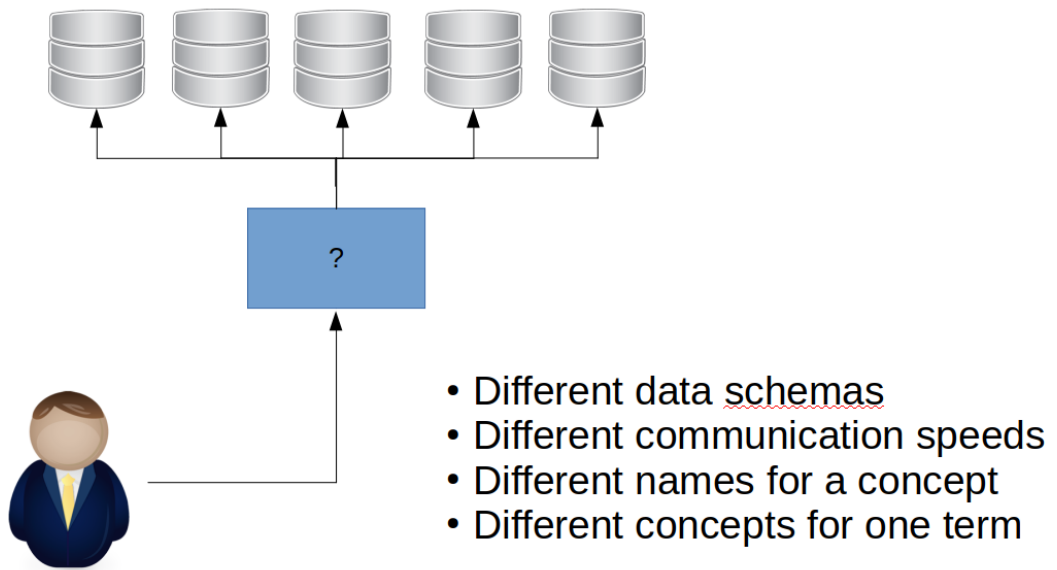 ?
• Different data schemas
• Different communication speeds
• Different names for a concept
• Different concepts for one term